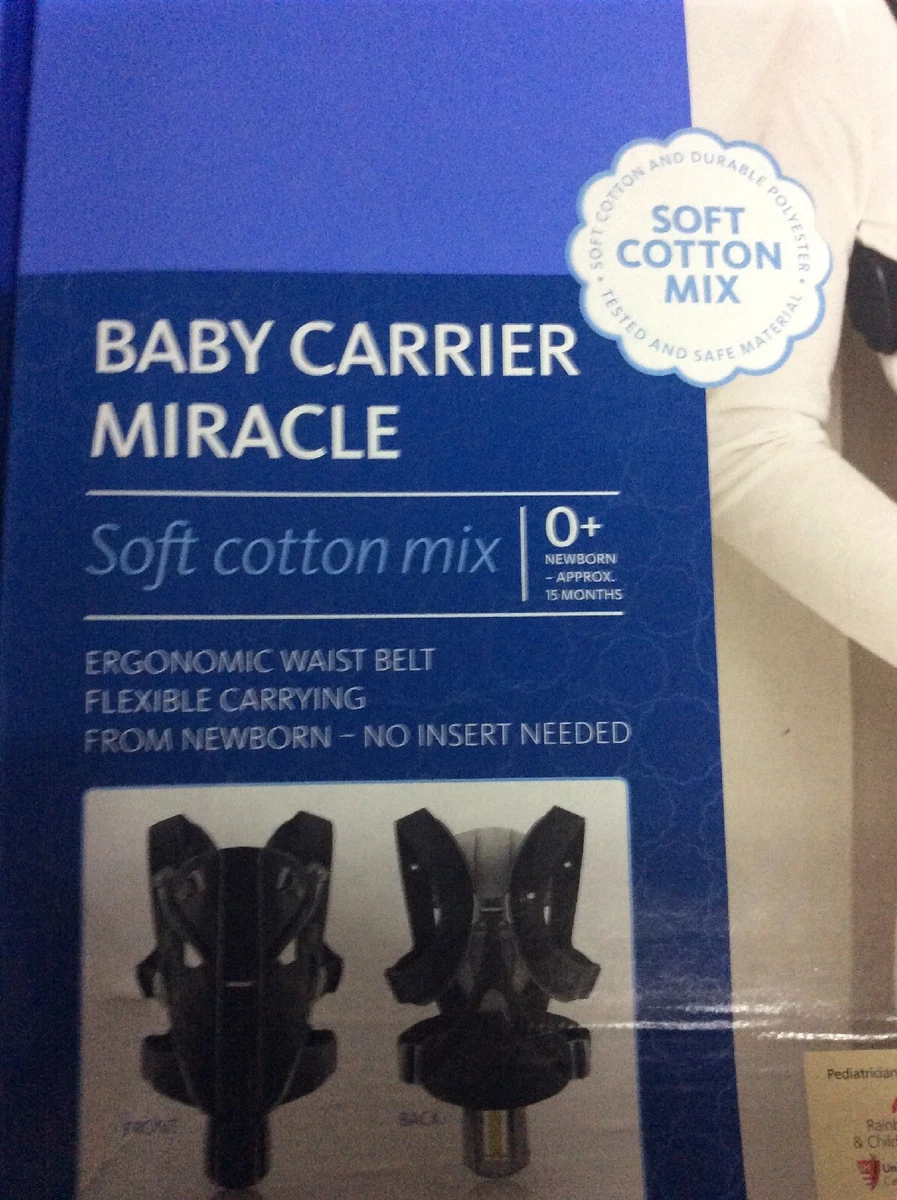 SOFT COTTON AND DURABLE POLYESTER
SOFT
COTTON
MIX
TESTED AND SAFE MATERIAL
BABY CARRIER
MIRACLE
Soft cotton mix
0+
NEWBORN
– APPROX.
15 MONTHS
ERGONOMIC WAIST BELT
FLEXIBLE CARRYING
FROM NEWBORN – NO INSERT NEEDED
FRONT
BACK
Pediatrician
& Chil